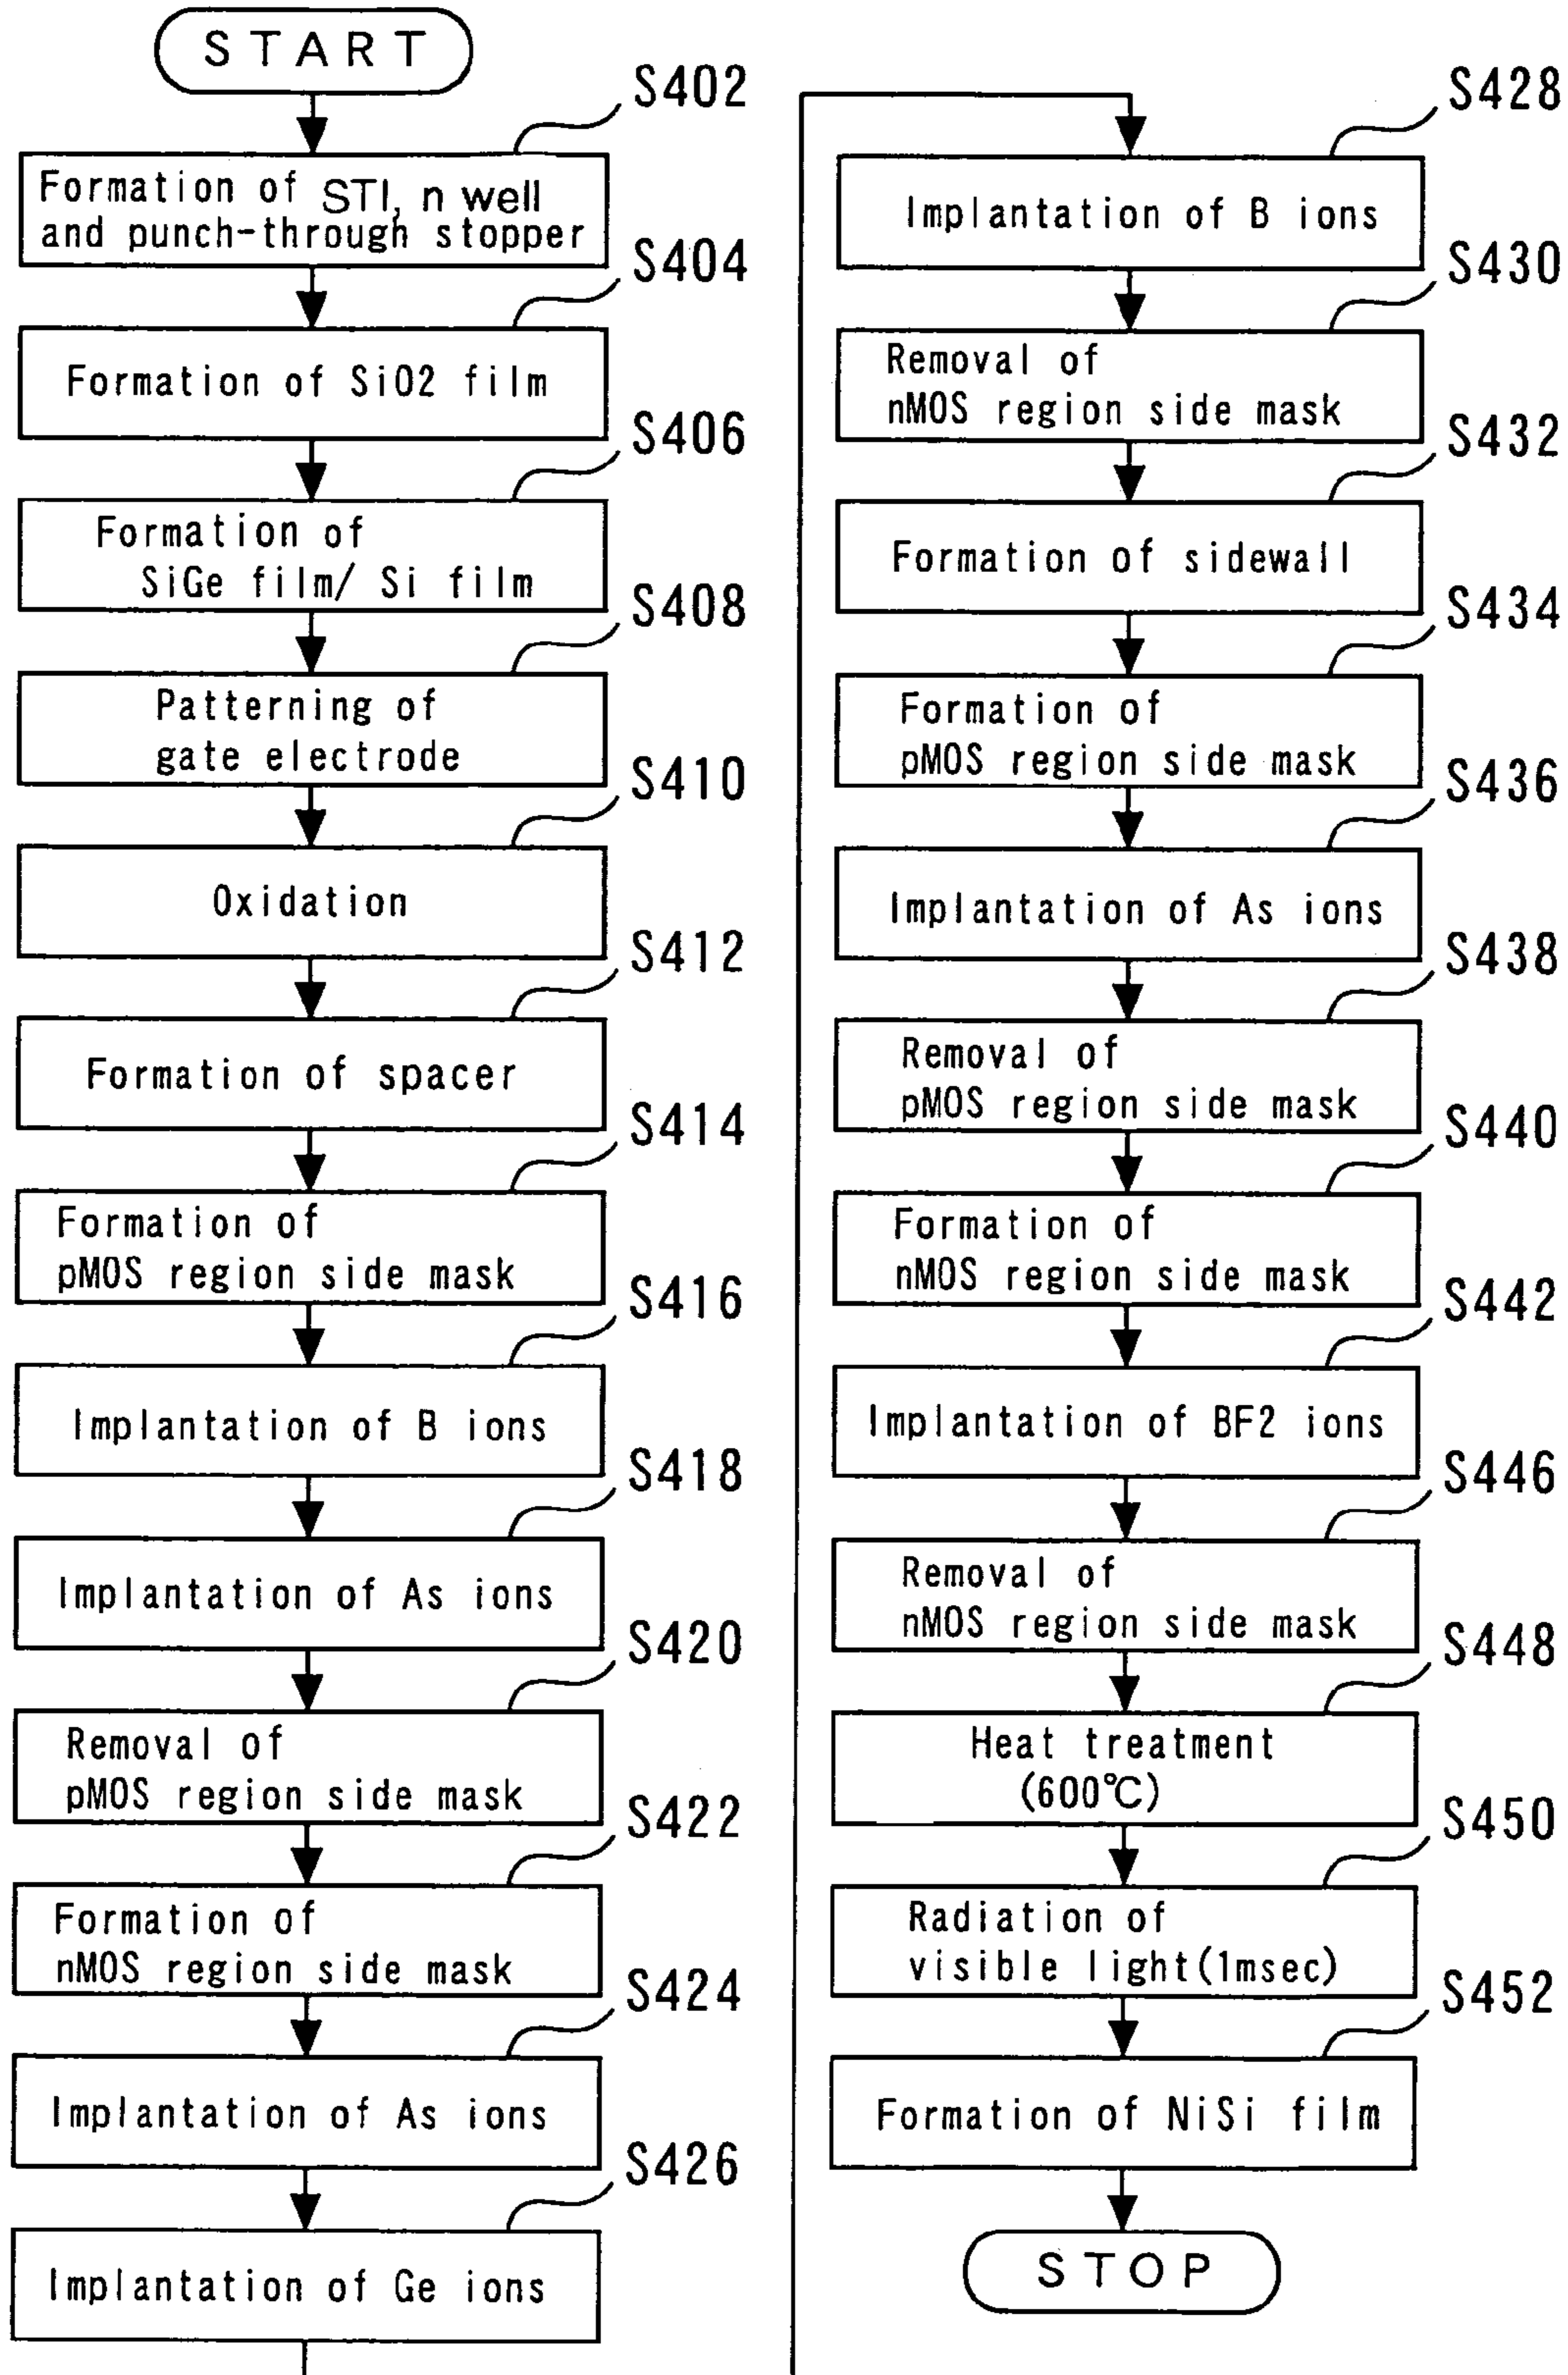 START
S402
Formation of STI, n well
and punch-through stopper
S404
Formation of SiO2 film
S406
Formation of
SiGe film/ Si film
S408
Patterning of
gate electrode
S410
Oxidation
S412
Formation of spacer
S414
Formation of
pMOS region side mask
S416
Implantation of B ions
S418
Implantation of As ions
S420
Removal of
pMOS region side mask
S422
Formation of
nMOS region side mask
S424
Implantation of As ions
S426
Implantation of Ge ions
S428
Implantation of B ions
S430
Removal of
nMOS region side mask
S432
Formation of sidewall
S434
Formation of
pMOS region side mask
S436
Implantation of As ions
S438
Removal of
pMOS region side mask
S440
Formation of
nMOS region side mask
S442
Implantation of BF2 ions
S446
Removal of
nMOS region side mask
S448
Heat treatment
(600℃)
S450
Radiation of
visible light(1msec)
S452
Formation of NiSi film
STOP